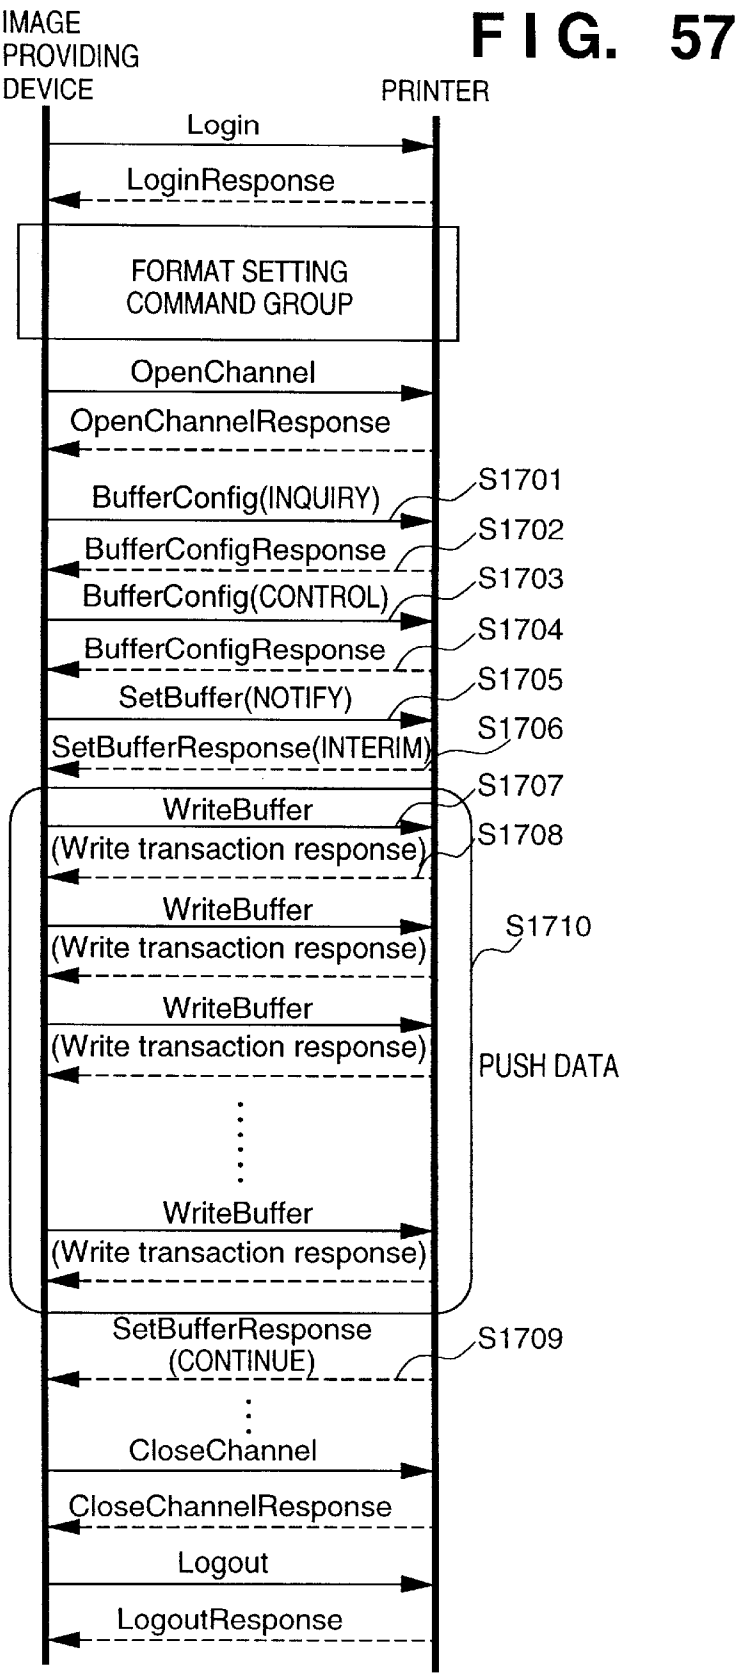 IMAGE
PROVIDING
DEVICE
FIG. 57
PRINTER
Login
LoginResponse
FORMAT SETTING
COMMAND GROUP
OpenChannel
OpenChannelResponse
BufferConfig(INQUIRY)
S1701
BufferConfigResponse
S1702
BufferConfig(CONTROL)
S1703
BufferConfigResponse
S1704
SetBuffer(NOTIFY)
S1705
SetBufferResponse(INTERIM)
S1706
WriteBuffer
S1707
(Write transaction response)
S1708
WriteBuffer
S1710
(Write transaction response)
WriteBuffer
(Write transaction response)
PUSH DATA
WriteBuffer
(Write transaction response)
SetBufferResponse
(CONTINUE)
S1709
CloseChannel
CloseChannelResponse
Logout
LogoutResponse